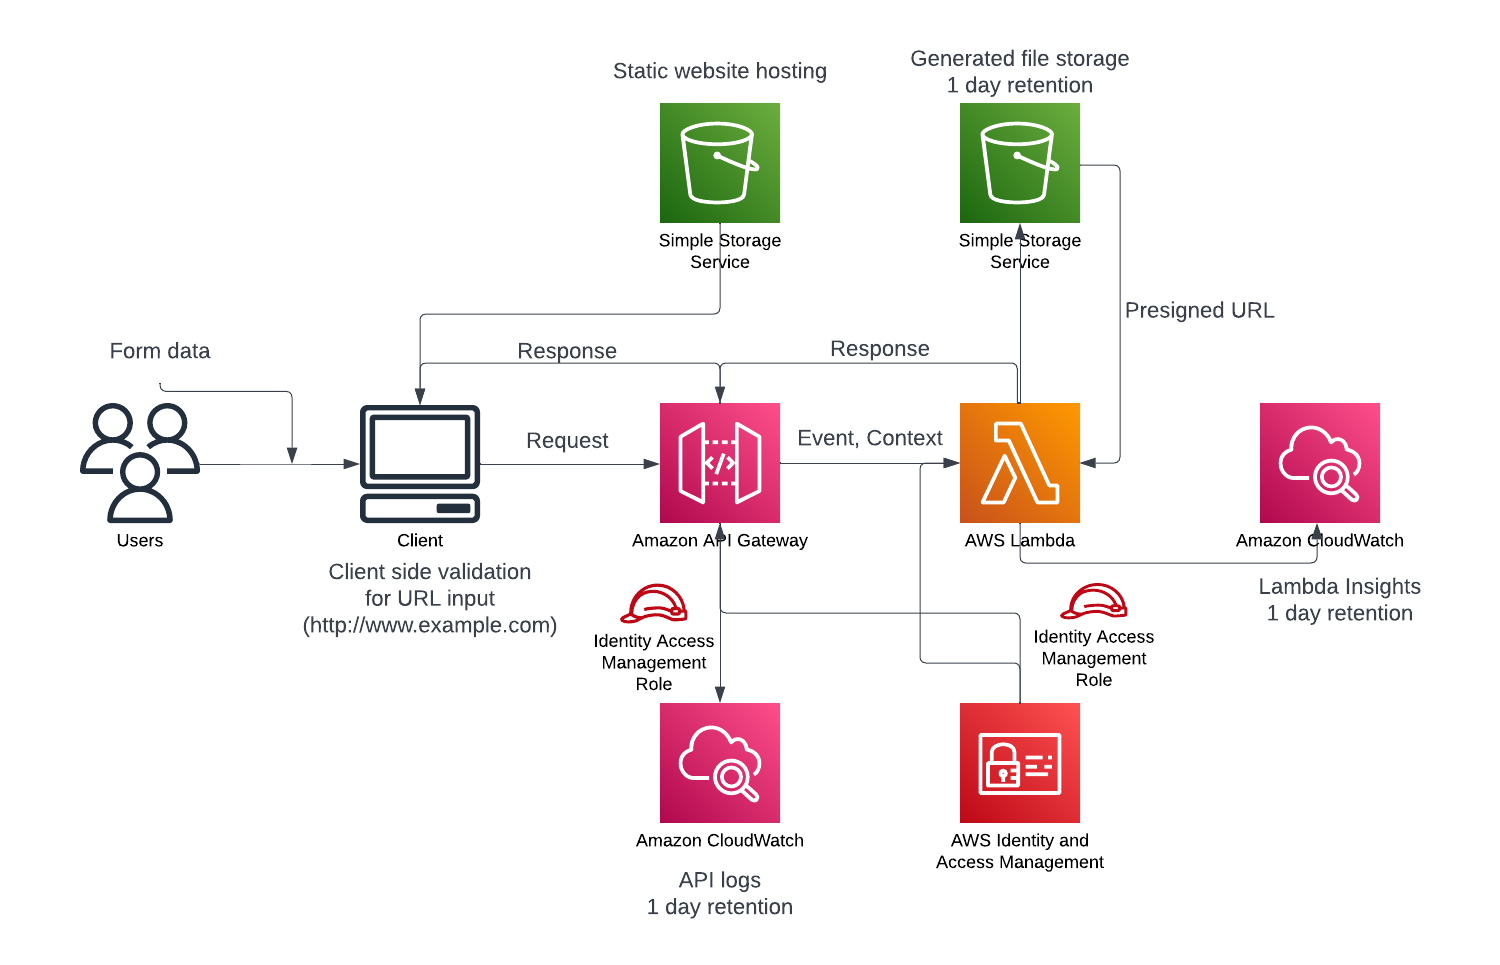 Static website hosting
Generated file storage
1 day retention
Simple Storage
Service
Simple Storage
Service
Presigned URL
Form data
Response
Response
Request
Event, Context
Users
Client
Amazon API Gateway
AWS Lambda
Amazon CloudWatch
Client side validation
for URL input
(http://www.example.com)
Identity Access
Management
Role
Identity Access
Management
Role
Lambda Insights
1 day retention
Amazon CloudWatch
AWS Identity and
Access Management
API logs
1 day retention